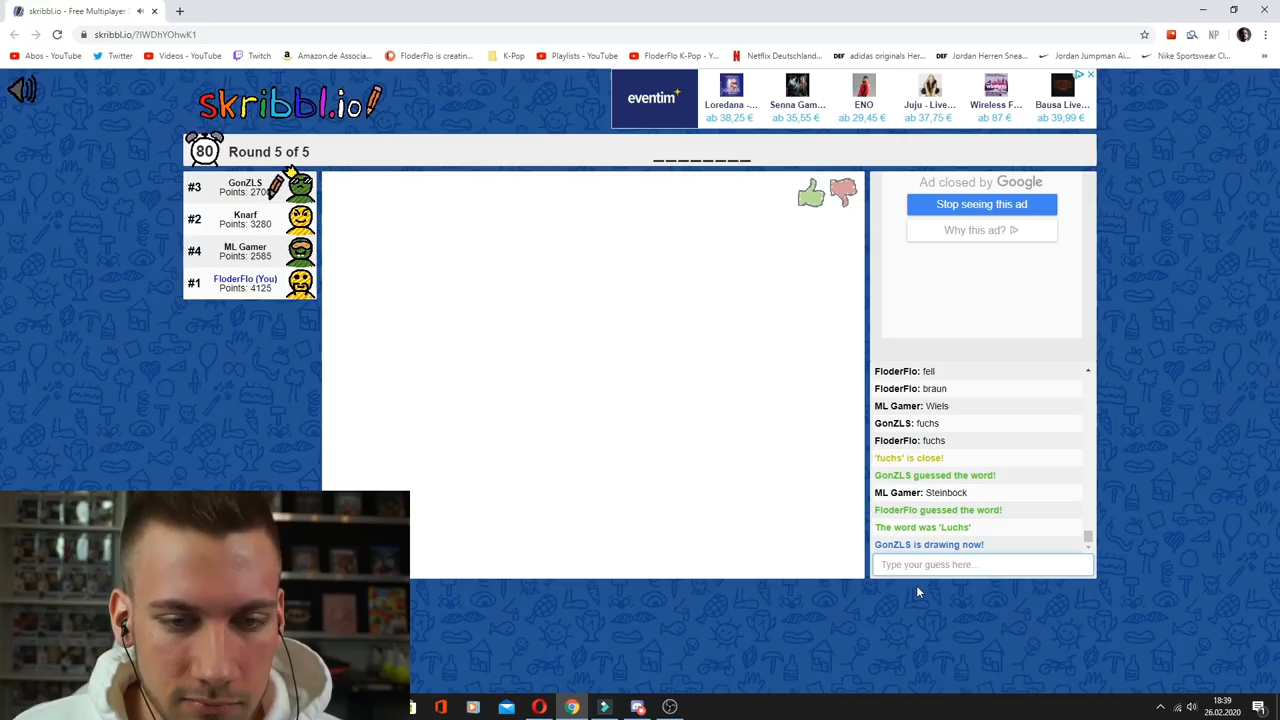 skribbl.io - Free Multiplayer
skribbl.io/?IWDhYOhwK1
NP
Abos - YouTube
Twitter
Videos - YouTube
Twitch
Amazon.de Associa...
FloderFlo is creatin...
K-Pop
Playlists - YouTube
FloderFlo K-Pop - Y...
Netflix Deutschland...
DEF adidas originals Her...
DEF Jordan Herren Snea...
Jordan Jumpman Ai...
Nike Sportswear Cl...
»
skribbl.io
eventim
Loredana -...
ab 38,25 €
Senna Gam...
ab 35,55 €
ENO
ab 29,45 €
Juju - Live...
ab 37,75 €
Wireless F...
ab 87 €
Bausa Live...
ab 39,99 €
80
Round 5 of 5
________
#3
GonZLS
Points: 2700
#2
Knarf
Points: 3280
#4
ML Gamer
Points: 2585
#1
FloderFlo (You)
Points: 4125
Ad closed by Google
Stop seeing this ad
Why this ad?
FloderFlo: fell
FloderFlo: braun
ML Gamer: Wiels
GonZLS: fuchs
FloderFlo: fuchs
'fuchs' is close!
GonZLS guessed the word!
ML Gamer: Steinbock
FloderFlo guessed the word!
The word was 'Luchs'
GonZLS is drawing now!
Type your guess here...
18:39
26.02.2020